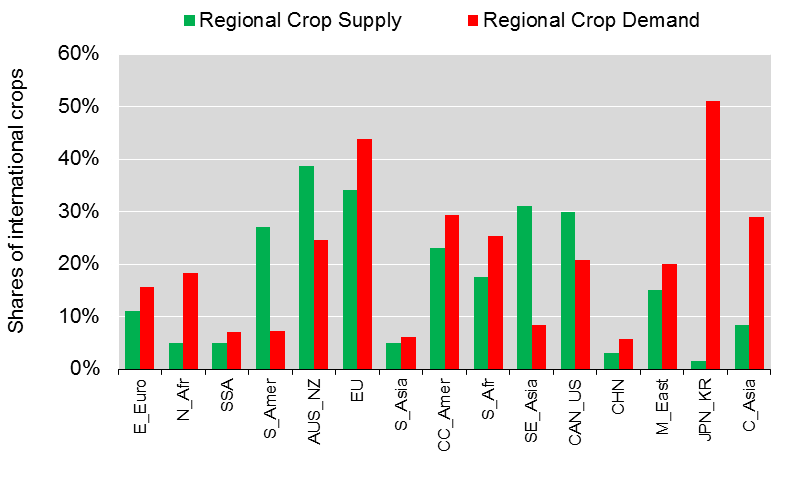 Regional Crop Supply Regional Crop Demand
Shares of international crops
60%
50%
40%
30%
20%
10%
0%
E_Euro
N_Afr
SSA
S_Amer
AUS_NZ
EU
S_Asia
CC_Amer
S_Afr
SE_Asia
CAN_US
CHN
M_East
JPN_KR
C_Asia